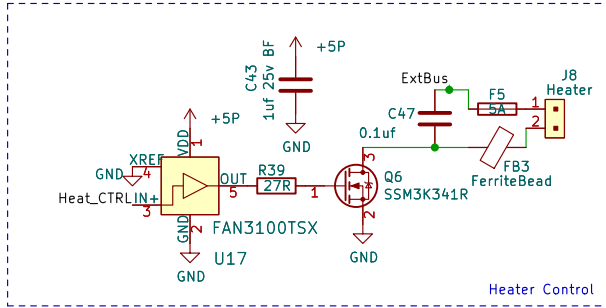 +5P
C43
1uf 25v BF
GND
ExtBus
C47
0.1uf
F5
5A
J8
Heater
1
2
FB3
FerriteBead
+5P
VDD
1
XREF
4
GND
Heat_CTRL
IN+
3
OUT
5
GND
2
GND
FAN3100TSX
U17
R39
27R
1
3
2
Q6
SSM3K341R
GND
Heater Control